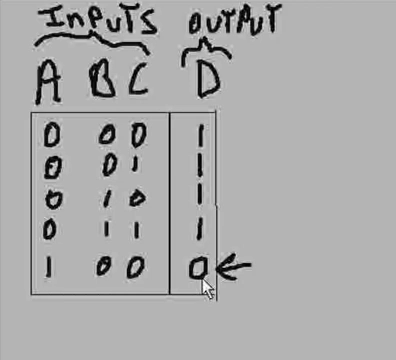 INPUTS OUTPUT
A B C D
0 0 0 1
0 0 1 1
0 1 0 1
0 1 1 1
1 0 0 0